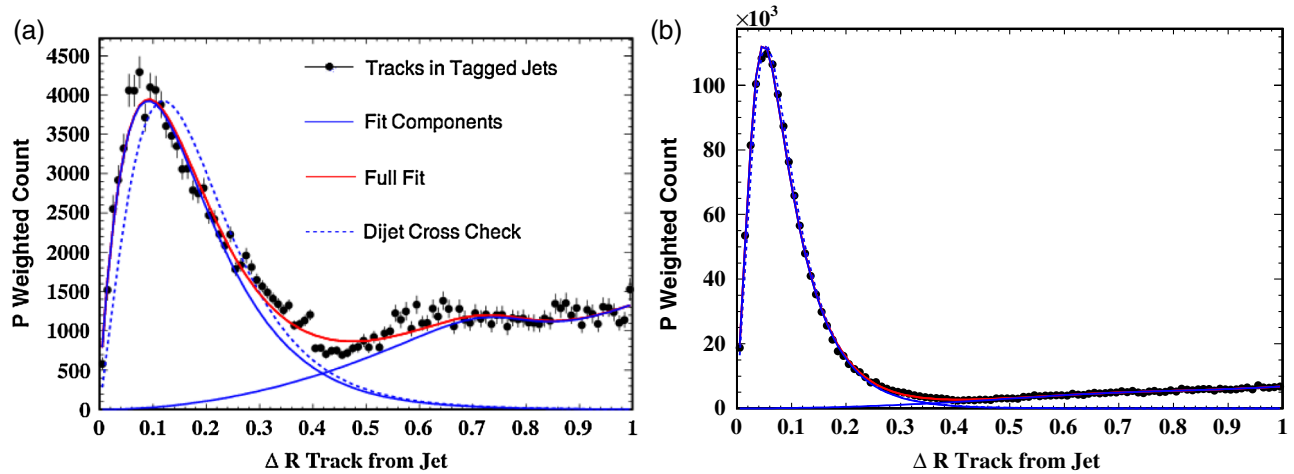 (a)
P Weighted Count
4500
4000
3500
3000
2500
2000
1500
1000
500
0
0 0.1 0.2 0.3 0.4 0.5 0.6 0.7 0.8 0.9 1
Δ R Track from Jet
Tracks in Tagged Jets
Fit Components
Full Fit
Dijet Cross Check
(b)
×10³
P Weighted Count
100
80
60
40
20
0
0 0.1 0.2 0.3 0.4 0.5 0.6 0.7 0.8 0.9 1
Δ R Track from Jet